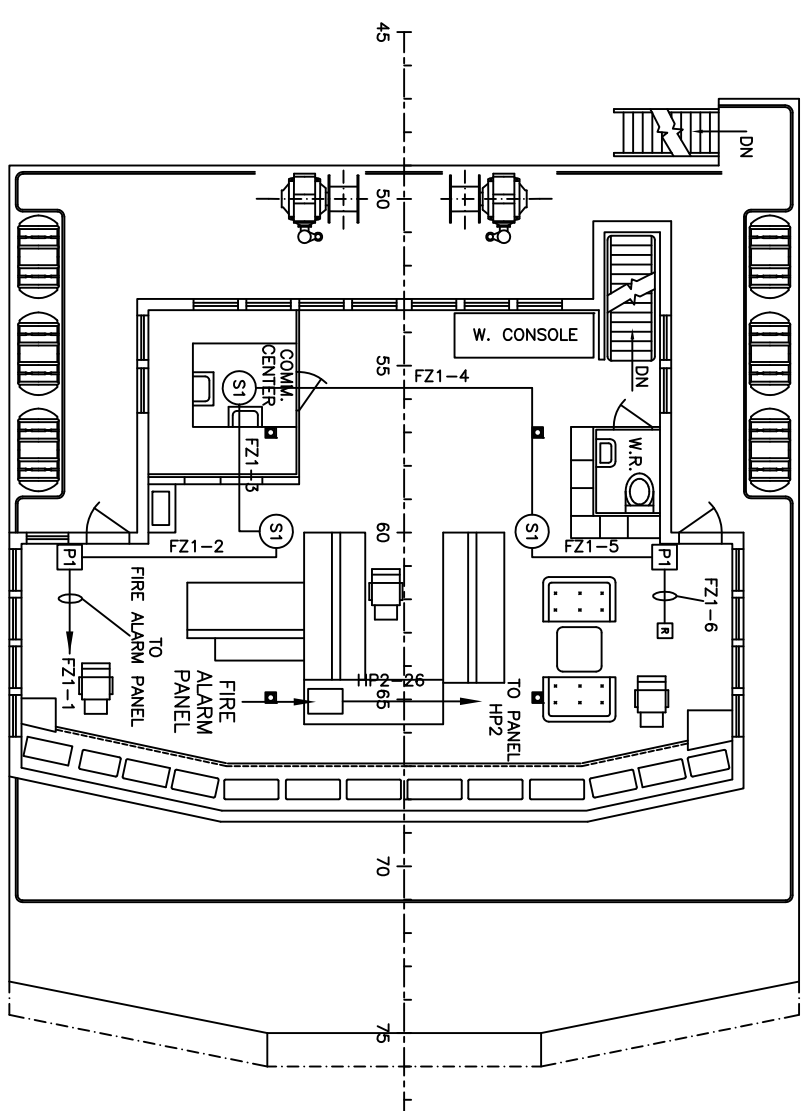 45
DN
50
W. CONSOLE
COMM.
CENTER
55
FZ1-4
DN
S1
FZ1-3
W.R.
S1
60
S1
FZ1-2
FZ1-5
P1
P1
FZ1-6
R
TO
FIRE ALARM PANEL
FZ1-1
FIRE
ALARM
PANEL
HP2-26
65
TO PANEL
HP2
70
75